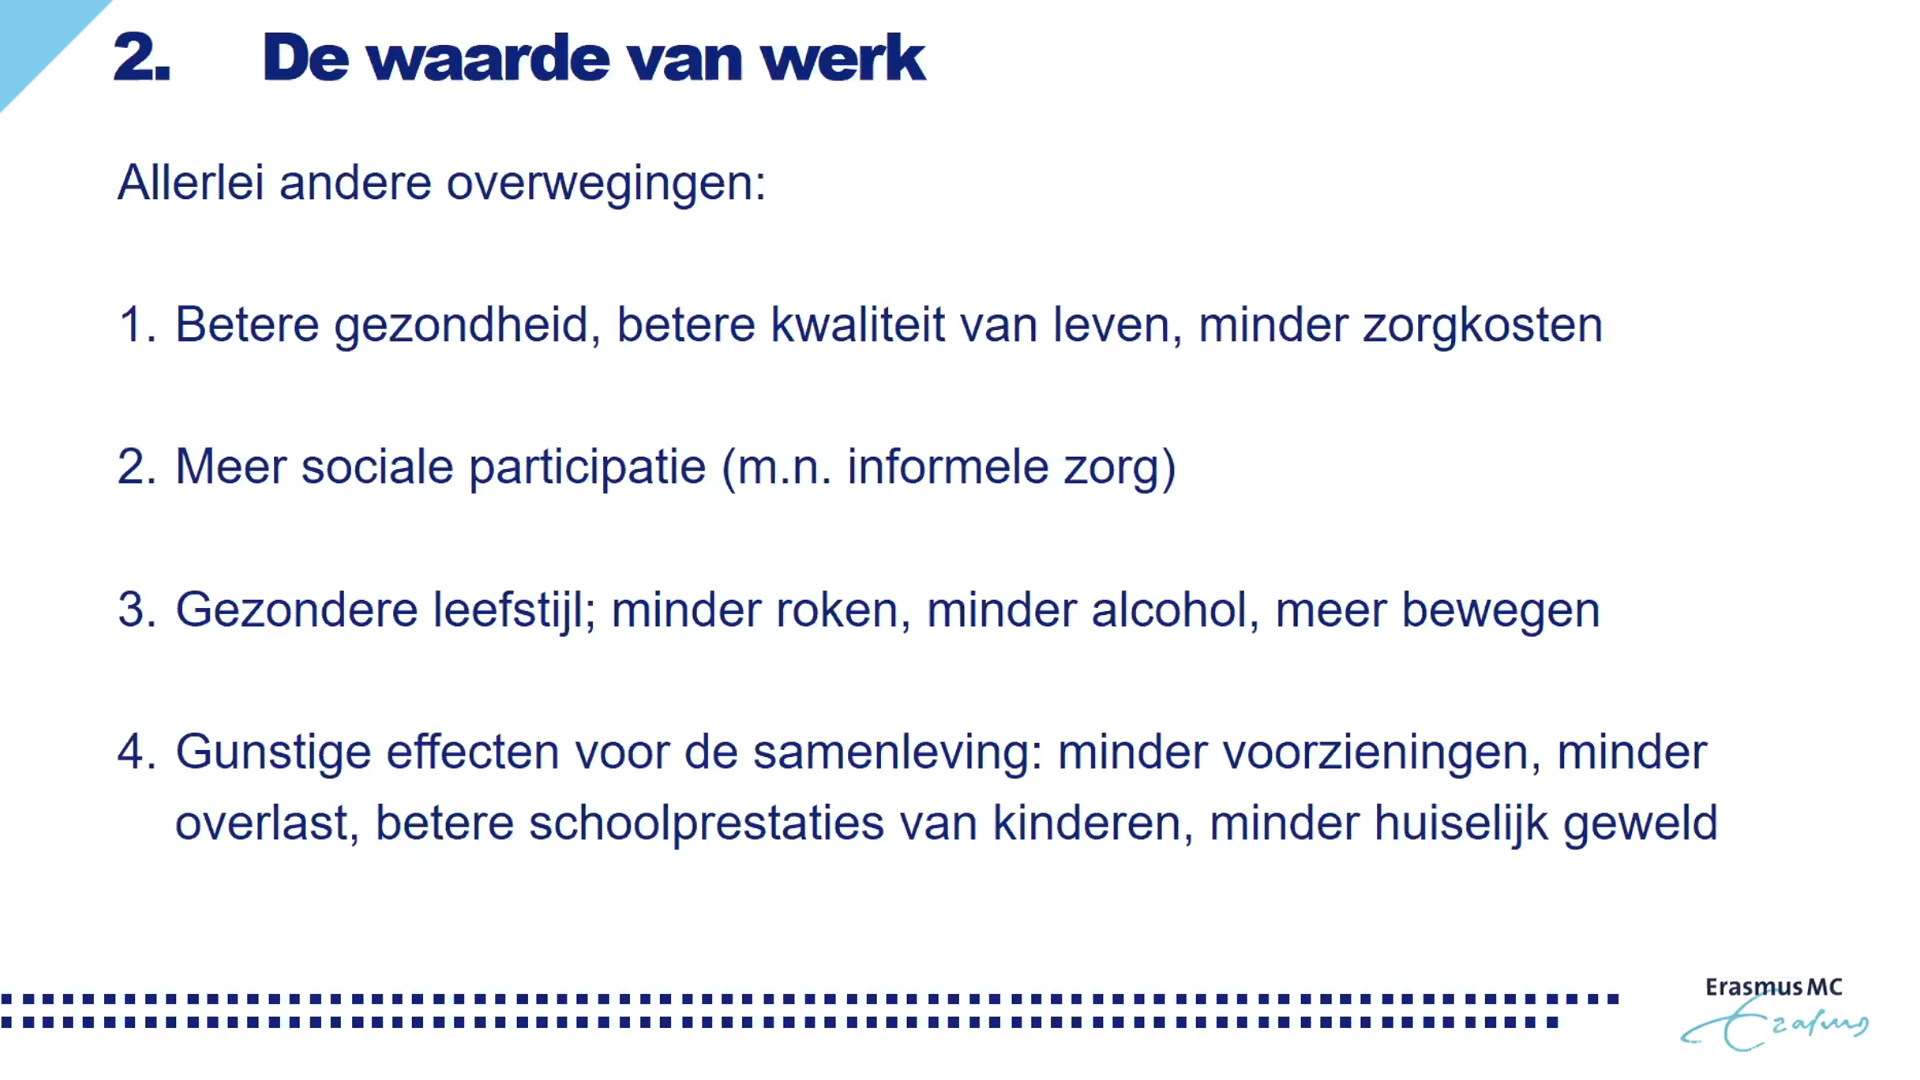 2. De waarde van werk
Allerlei andere overwegingen:
1. Betere gezondheid, betere kwaliteit van leven, minder zorgkosten
2. Meer sociale participatie (m.n. informele zorg)
3. Gezondere leefstijl; minder roken, minder alcohol, meer bewegen
4. Gunstige effecten voor de samenleving: minder voorzieningen, minder
overlast, betere schoolprestaties van kinderen, minder huiselijk geweld
Erasmus MC
Erasmus